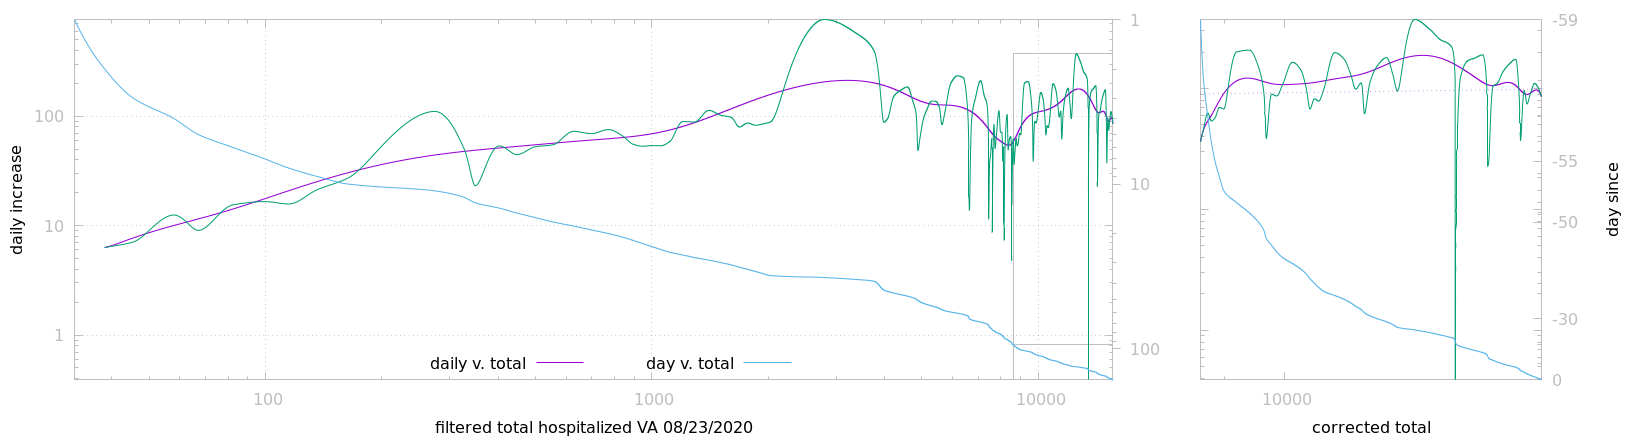 daily increase
100
10
1
1
10
100
daily v. total
day v. total
100
1000
10000
filtered total hospitalized VA 08/23/2020
-59
-55
-50
-30
0
day since
10000
corrected total